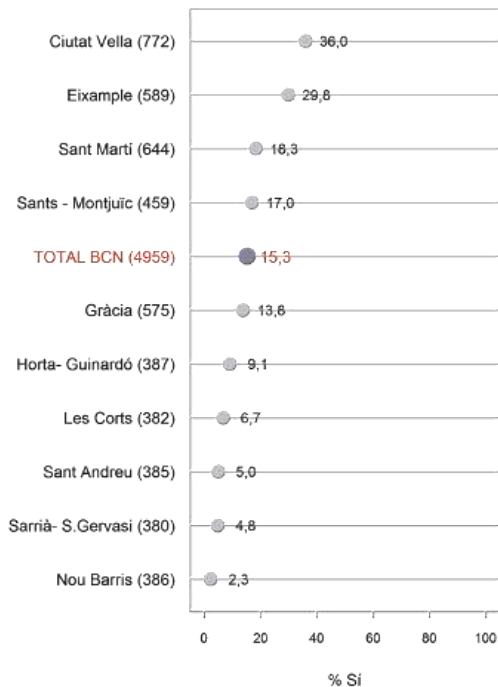 Ciutat Vella (772) 36,0
Eixample (589) 29,8
Sant Martí (644) 18,3
Sants - Montjuïc (459) 17,0
TOTAL BCN (4959) 15,3
Gràcia (575) 13,8
Horta- Guinardó (387) 9,1
Les Corts (382) 6,7
Sant Andreu (385) 5,0
Sarrià- S.Gervasi (380) 4,8
Nou Barris (386) 2,3
0 20 40 60 80 100
% Sí